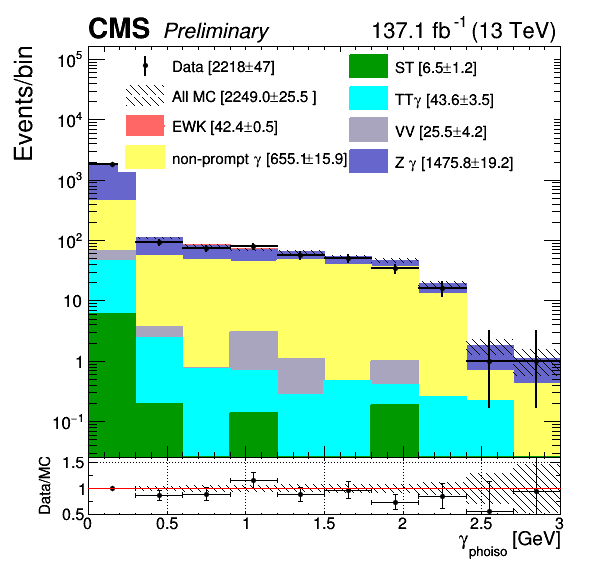 CMS Preliminary 137.1 fb⁻¹ (13 TeV)
Events/bin
10⁵
10⁴
10³
10²
10
1
10⁻¹
Data [2218±47]
All MC [2249.0±25.5 ]
EWK [42.4±0.5]
non-prompt γ [655.1±15.9]
ST [6.5±1.2]
TTγ [43.6±3.5]
VV [25.5±4.2]
Z γ [1475.8±19.2]
Data/MC
1.5
1
0.5
0 0.5 1 1.5 2 2.5 3
γ_phoiso [GeV]